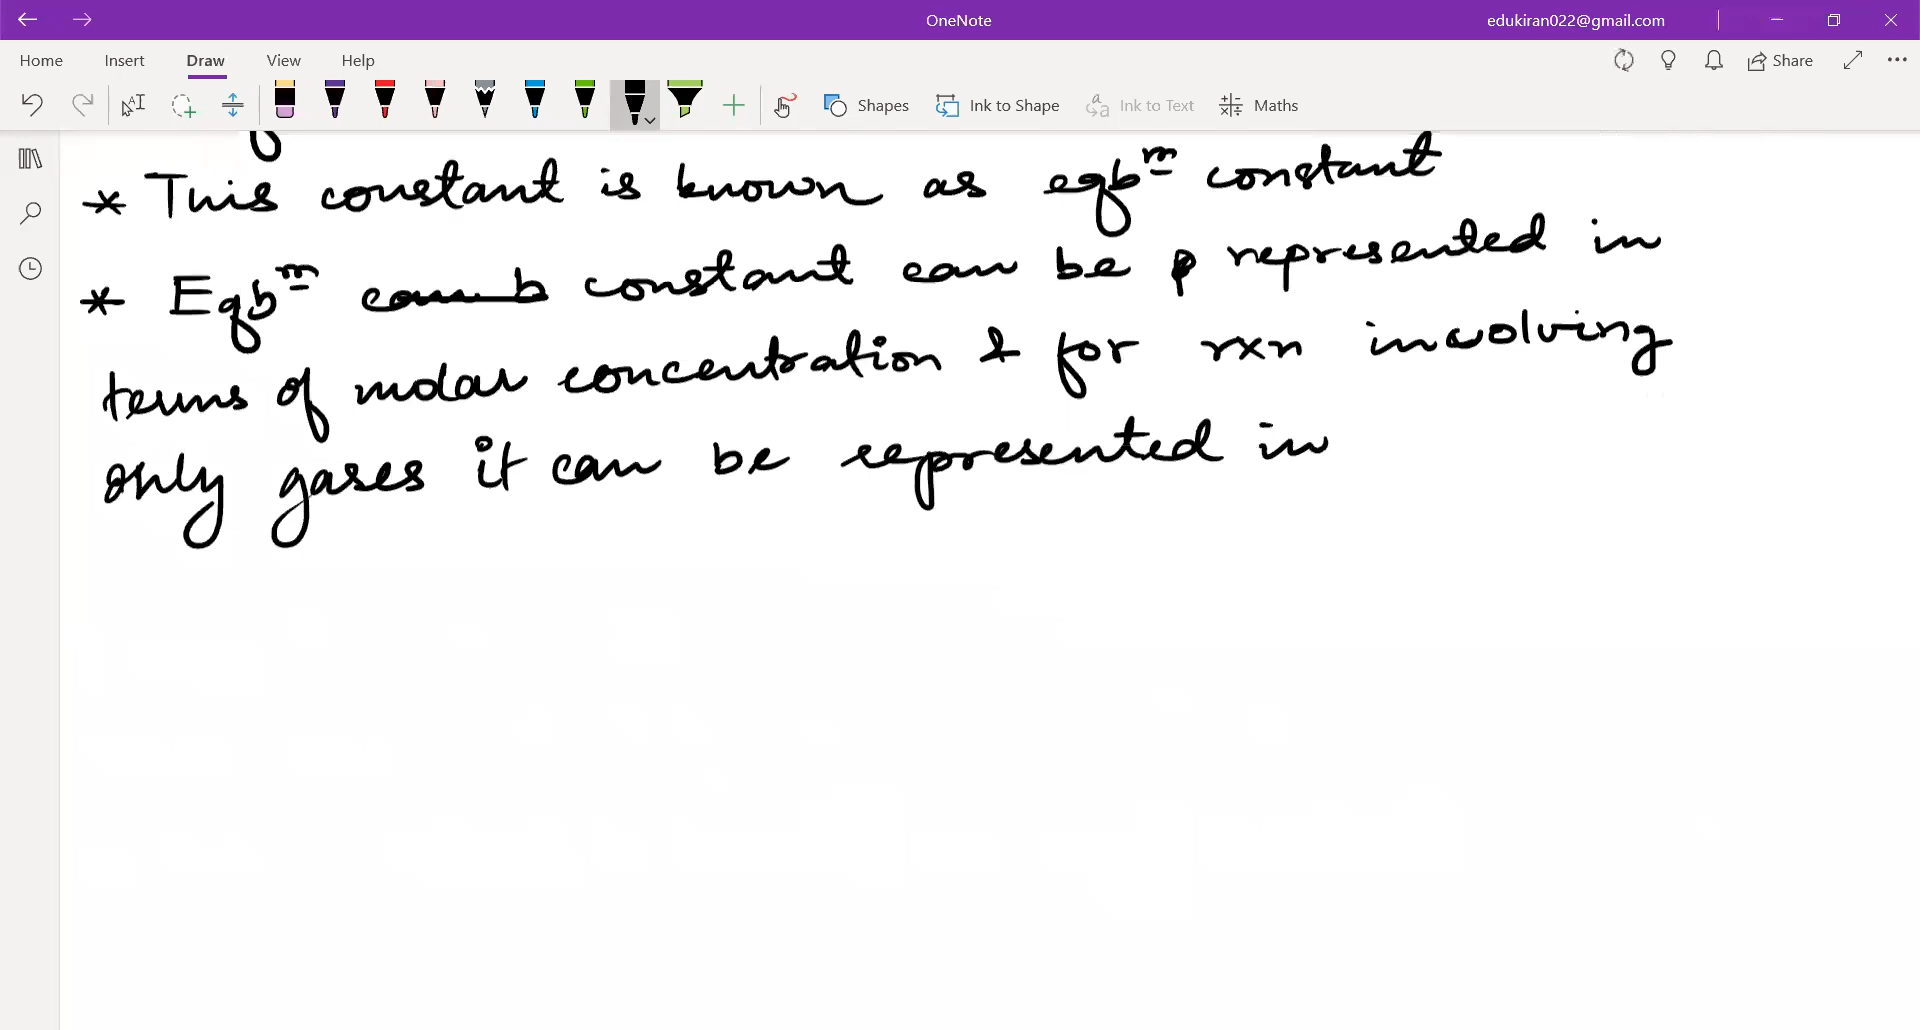 OneNote
edukiran022@gmail.com
Home Insert Draw View Help
Share
Shapes Ink to Shape Ink to Text Maths
* This constant is known as eqbᵐ constant
* Eqbᵐ constant can be represented in
terms of molar concentration & for rxn involving
only gases it can be represented in